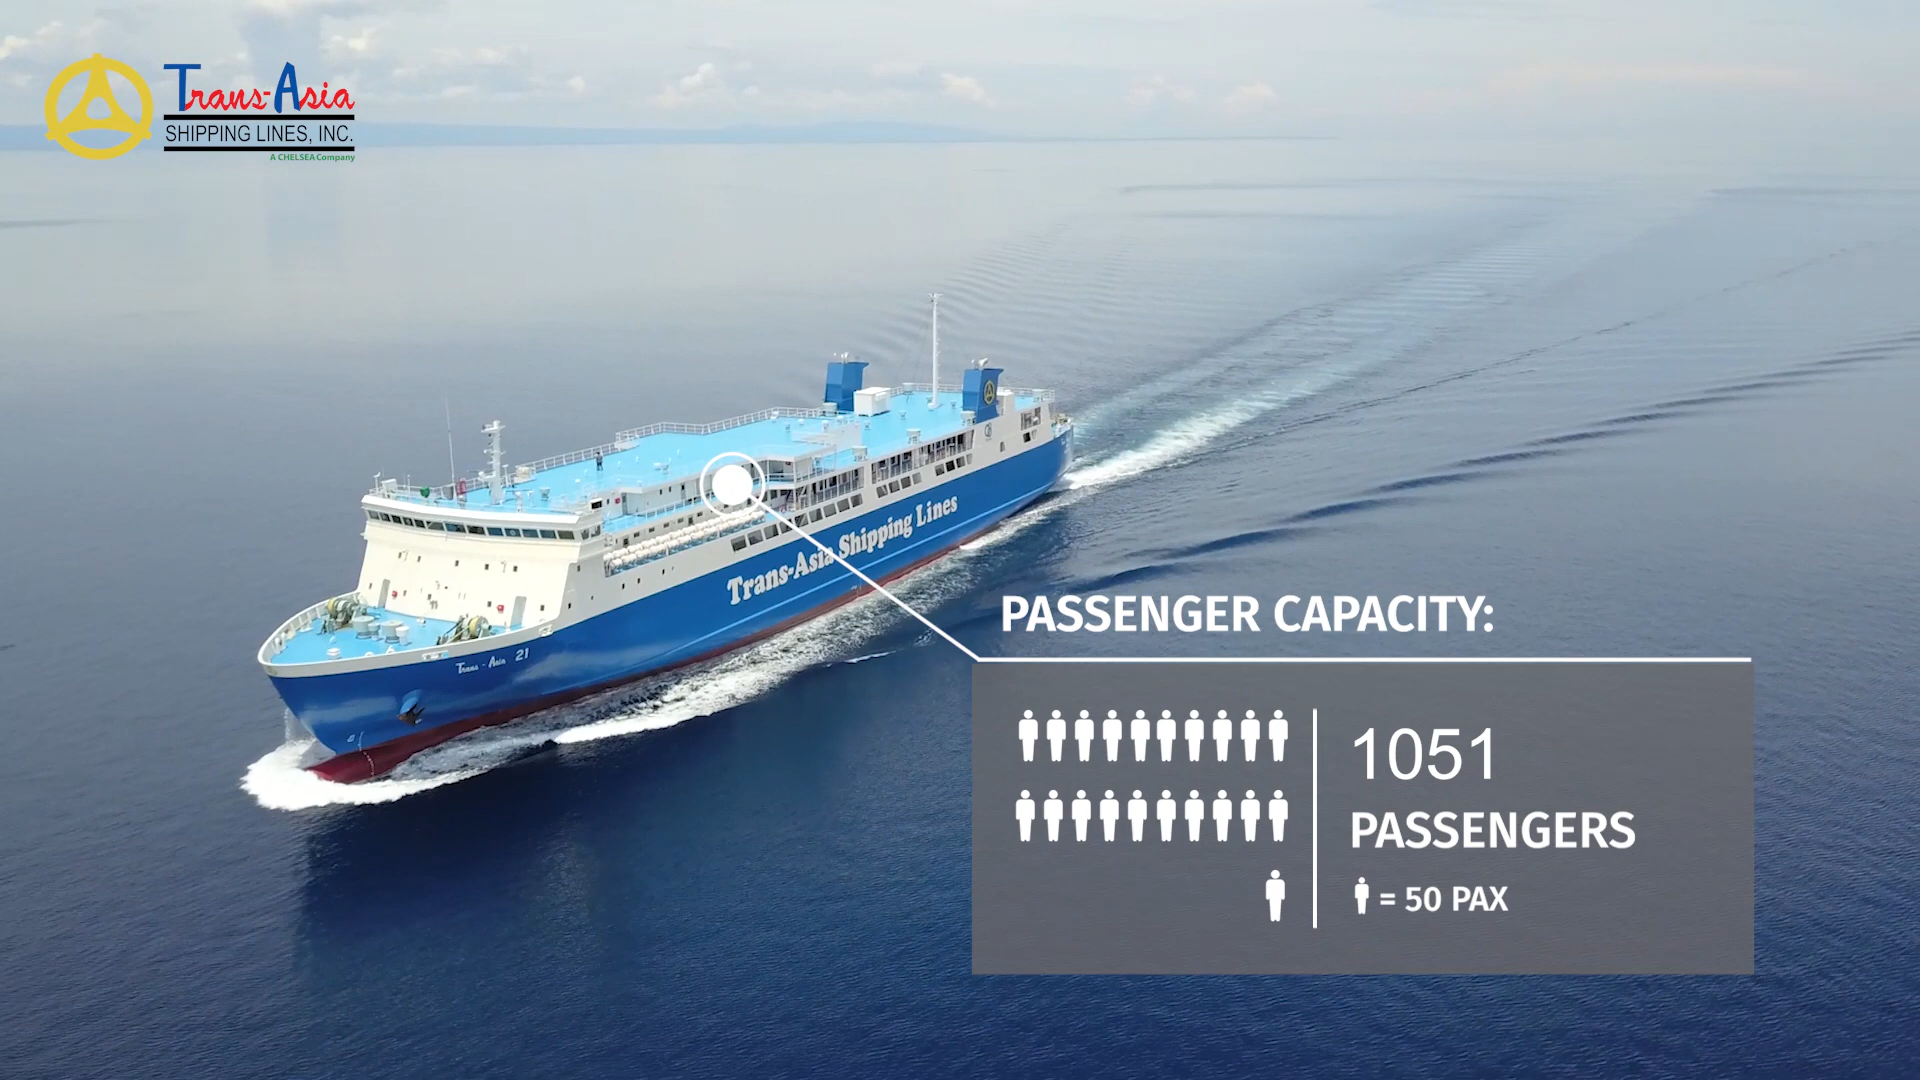 Trans-Asia
SHIPPING LINES, INC.
A CHELSEA Company
Trans-Asia Shipping Lines
Trans - Asia 21
PASSENGER CAPACITY:
1051
PASSENGERS
= 50 PAX